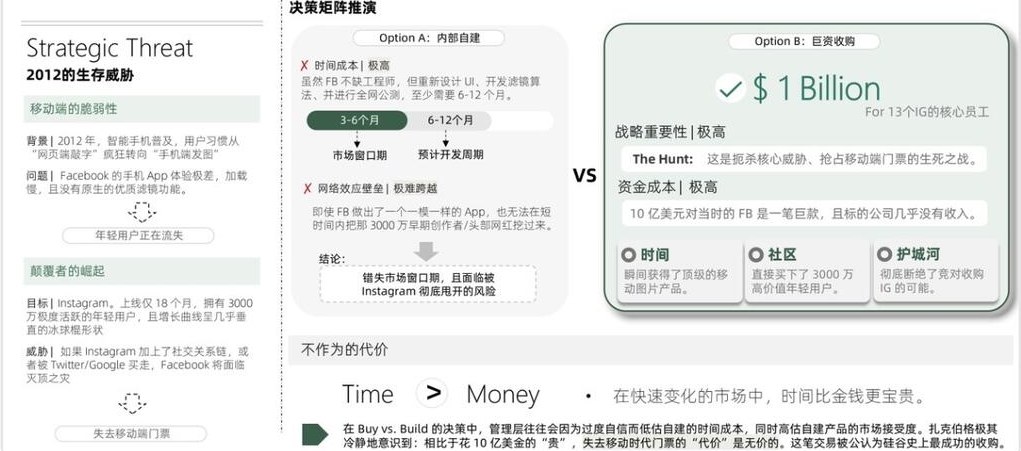 Strategic Threat
2012的生存威胁
移动端的脆弱性
背景| 2012 年，智能手机普及，用户习惯从
“网页端敲字”疯狂转向“手机端发图”
问题| Facebook 的手机 App 体验极差，加载
慢，且没有原生的优质滤镜功能。
年轻用户正在流失
颠覆者的崛起
目标| Instagram。上线仅 18 个月，拥有 3000
万极度活跃的年轻用户，且增长曲线呈几乎垂
直的冰球棍形状
威胁| 如果 Instagram 加上了社交关系链，或
者被 Twitter/Google 买走，Facebook 将面临
灭顶之灾
失去移动端门票
决策矩阵推演
Option A：内部自建
✗ 时间成本| 极高
虽然 FB 不缺工程师，但重新设计 UI、开发滤镜算
法、并进行全网公测，至少需要 6-12 个月。
3-6个月 6-12个月
市场窗口期 预计开发周期
✗ 网络效应壁垒| 极难跨越
即使 FB 做出了一个一模一样的 App，也无法在短
时间内把那 3000 万早期创作者/头部网红挖过来。
结论：
错失市场窗口期，且面临被
Instagram 彻底甩开的风险
VS
Option B：巨资收购
✓ $ 1 Billion
For 13个IG的核心员工
战略重要性| 极高
The Hunt: 这是扼杀核心威胁、抢占移动端门票的生死之战。
资金成本| 极高
10 亿美元对当时的 FB 是一笔巨款，且标的公司几乎没有收入。
时间
瞬间获得了顶级的移
动图片产品。
社区
直接买下了 3000 万
高价值年轻用户。
护城河
彻底断绝了竞对收购
IG 的可能。
不作为的代价
Time > Money • 在快速变化的市场中，时间比金钱更宝贵。
在 Buy vs. Build 的决策中，管理层往往会因为过度自信而低估自建的时间成本，同时高估自建产品的市场接受度。扎克伯格极其
冷静地意识到：相比于花 10 亿美金的“贵”，失去移动时代门票的“代价”是无价的。这笔交易被公认为硅谷史上最成功的收购。